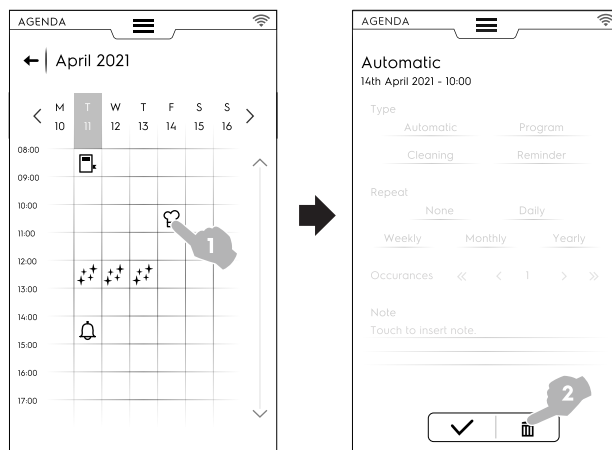 AGENDA
April 2021
M T W T F S S
10 11 12 13 14 15 16
08:00
09:00
10:00
11:00
12:00
13:00
14:00
15:00
16:00
17:00
1
AGENDA
Automatic
14th April 2021 - 10:00
Type
Automatic Program
Cleaning Reminder
Repeat
None Daily
Weekly Monthly Yearly
Occurances « < 1 > »
Note
Touch to insert note.
2